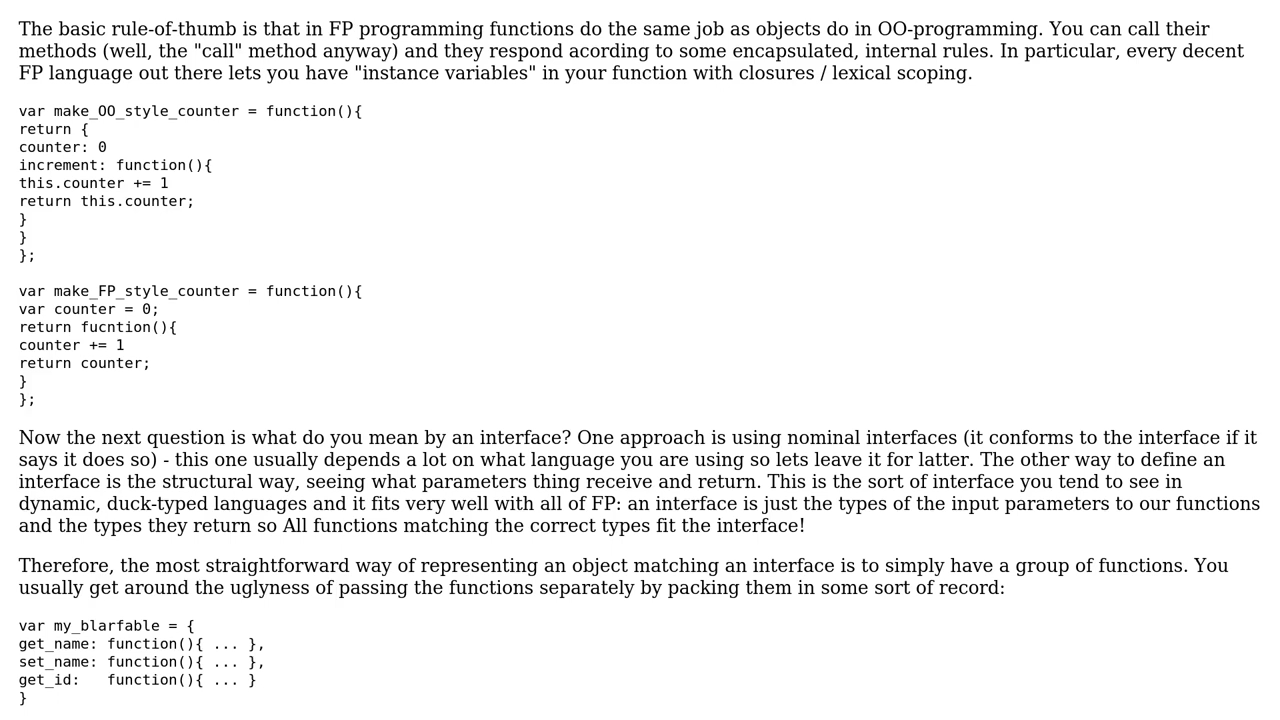 The basic rule-of-thumb is that in FP programming functions do the same job as objects do in OO-programming. You can call their
methods (well, the "call" method anyway) and they respond acording to some encapsulated, internal rules. In particular, every decent
FP language out there lets you have "instance variables" in your function with closures / lexical scoping.
var make_OO_style_counter = function(){
return {
counter: 0
increment: function(){
this.counter += 1
return this.counter;
}
}
};
var make_FP_style_counter = function(){
var counter = 0;
return fucntion(){
counter += 1
return counter;
}
};
Now the next question is what do you mean by an interface? One approach is using nominal interfaces (it conforms to the interface if it
says it does so) - this one usually depends a lot on what language you are using so lets leave it for latter. The other way to define an
interface is the structural way, seeing what parameters thing receive and return. This is the sort of interface you tend to see in
dynamic, duck-typed languages and it fits very well with all of FP: an interface is just the types of the input parameters to our functions
and the types they return so All functions matching the correct types fit the interface!
Therefore, the most straightforward way of representing an object matching an interface is to simply have a group of functions. You
usually get around the uglyness of passing the functions separately by packing them in some sort of record:
var my_blarfable = {
get_name: function(){ ... },
set_name: function(){ ... },
get_id:   function(){ ... }
}